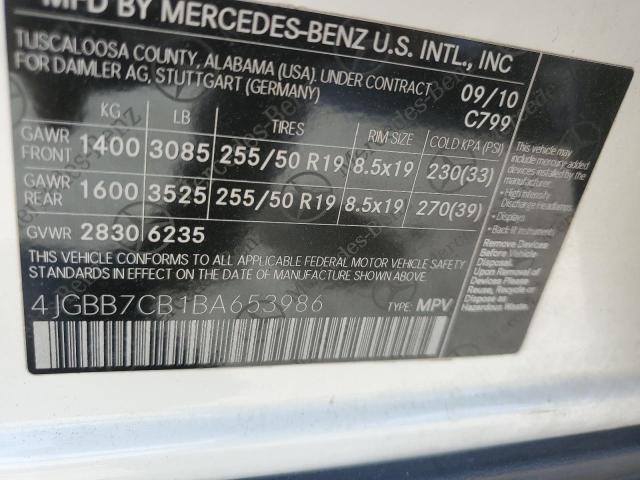 MFD BY MERCEDES-BENZ U.S. INTL., INC
TUSCALOOSA COUNTY, ALABAMA (USA). UNDER CONTRACT
FOR DAIMLER AG, STUTTGART (GERMANY)
09/10
C799
KG LB TIRES RIM SIZE COLD KPA (PSI)
GAWR FRONT 1400 3085 255/50 R19 8.5x19 230(33)
GAWR REAR 1600 3525 255/50 R19 8.5x19 270(39)
GVWR 2830 6235
THIS VEHICLE CONFORMS TO ALL APPLICABLE FEDERAL MOTOR VEHICLE SAFETY STANDARDS
IN EFFECT ON THE DATE OF MANUFACTURE SHOWN ABOVE.
4JGBB7CB1BA653986
TYPE: MPV
This vehicle may
include mercury
added devices
installed by the
manufacturer:
- High Intensity
Discharge Headlamps
- Displays
- Back lit Instruments
Remove Devices
Before Vehicle
Disposal.
Upon Removal of
Devices Please
Reuse, Recycle
or Dispose as
Hazardous Waste.